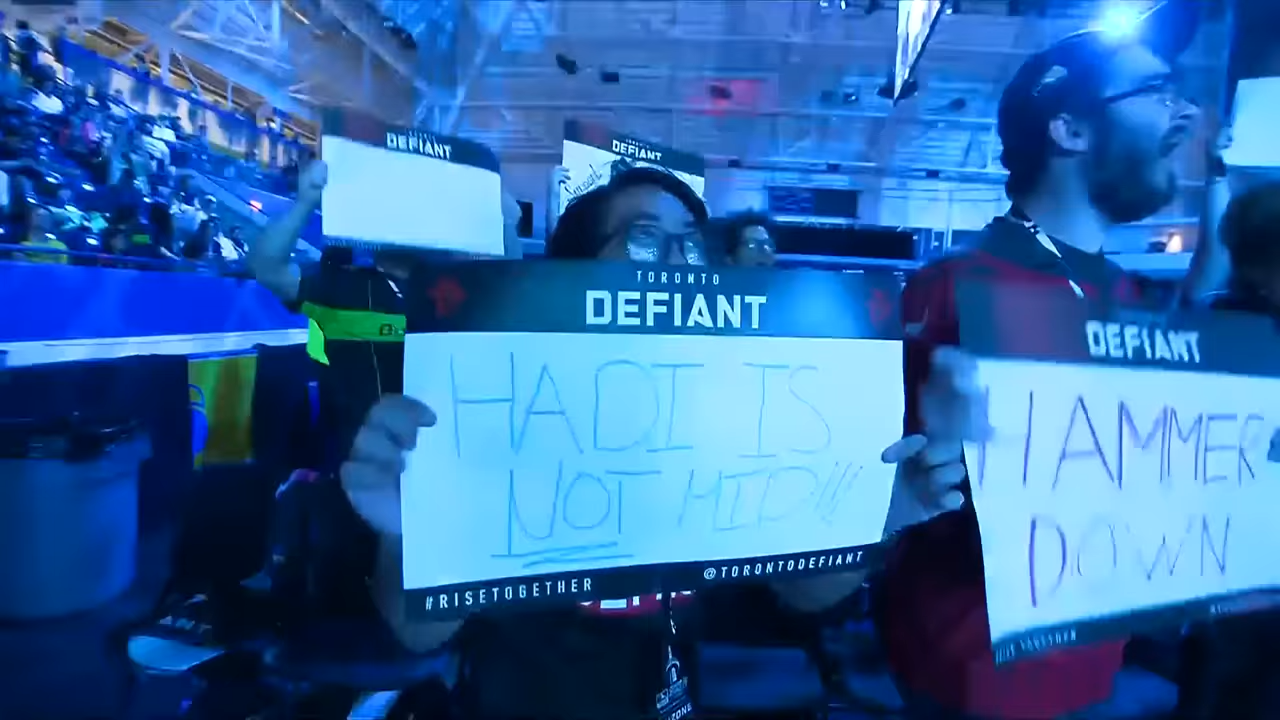 DEFIANT
DEFIANT
TORONTO
DEFIANT
HADI IS
NOT MID!!!
#RISETOGETHER
@TORONTODEFIANT
DEFIANT
HAMMER
DOWN